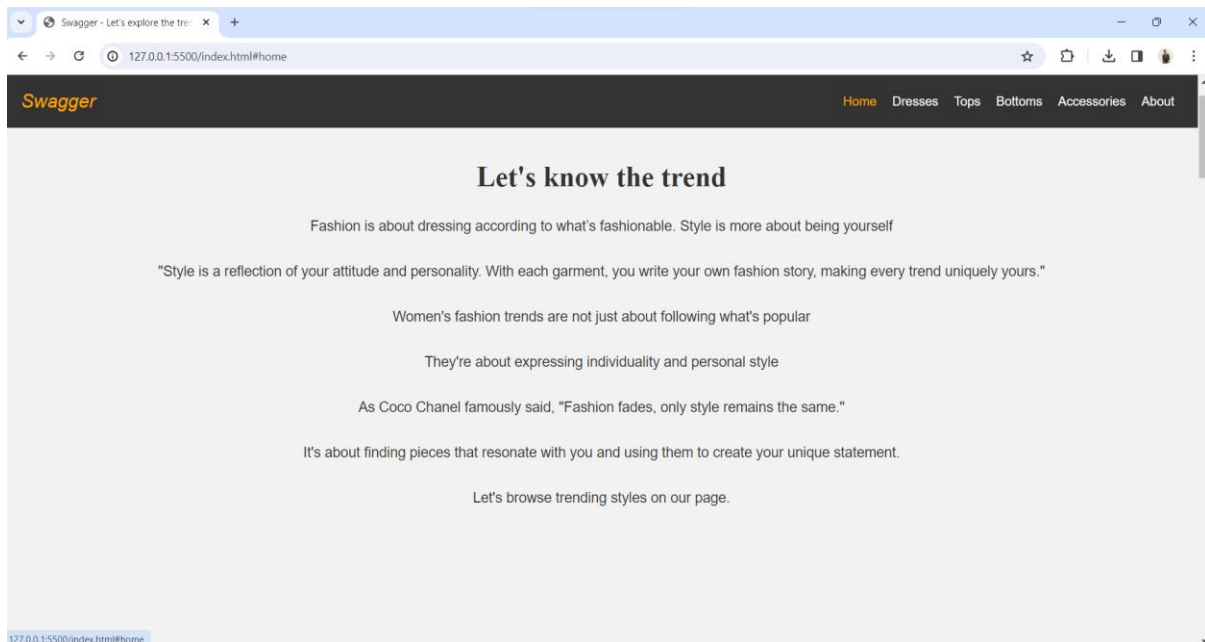 Swagger - Let's explore the tre
127.0.0.1:5500/index.html#home
Swagger
Home Dresses Tops Bottoms Accessories About
Let's know the trend
Fashion is about dressing according to what's fashionable. Style is more about being yourself
"Style is a reflection of your attitude and personality. With each garment, you write your own fashion story, making every trend uniquely yours."
Women's fashion trends are not just about following what's popular
They're about expressing individuality and personal style
As Coco Chanel famously said, "Fashion fades, only style remains the same."
It's about finding pieces that resonate with you and using them to create your unique statement.
Let's browse trending styles on our page.
127.0.0.1:5500/index.html#home